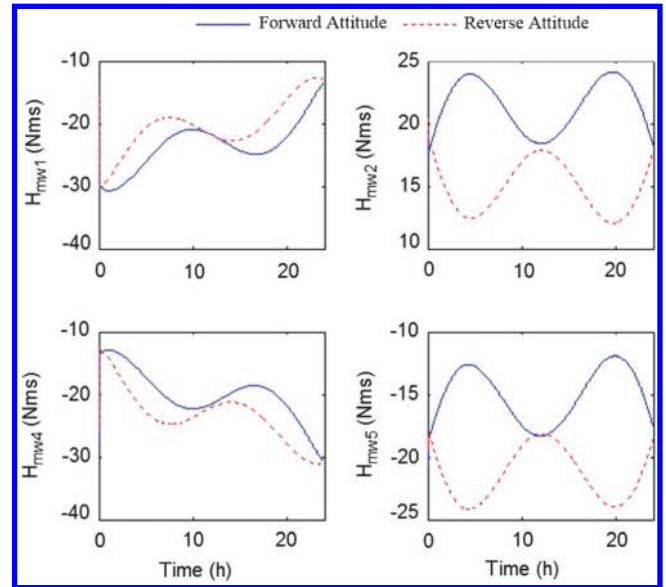 Forward Attitude Reverse Attitude
H_mw1 (Nms)
-10
-20
-30
-40
0 10 20
H_mw2 (Nms)
25
20
15
10
0 10 20
H_mw4 (Nms)
-10
-20
-30
-40
0 10 20
Time (h)
H_mw5 (Nms)
-10
-15
-20
-25
0 10 20
Time (h)